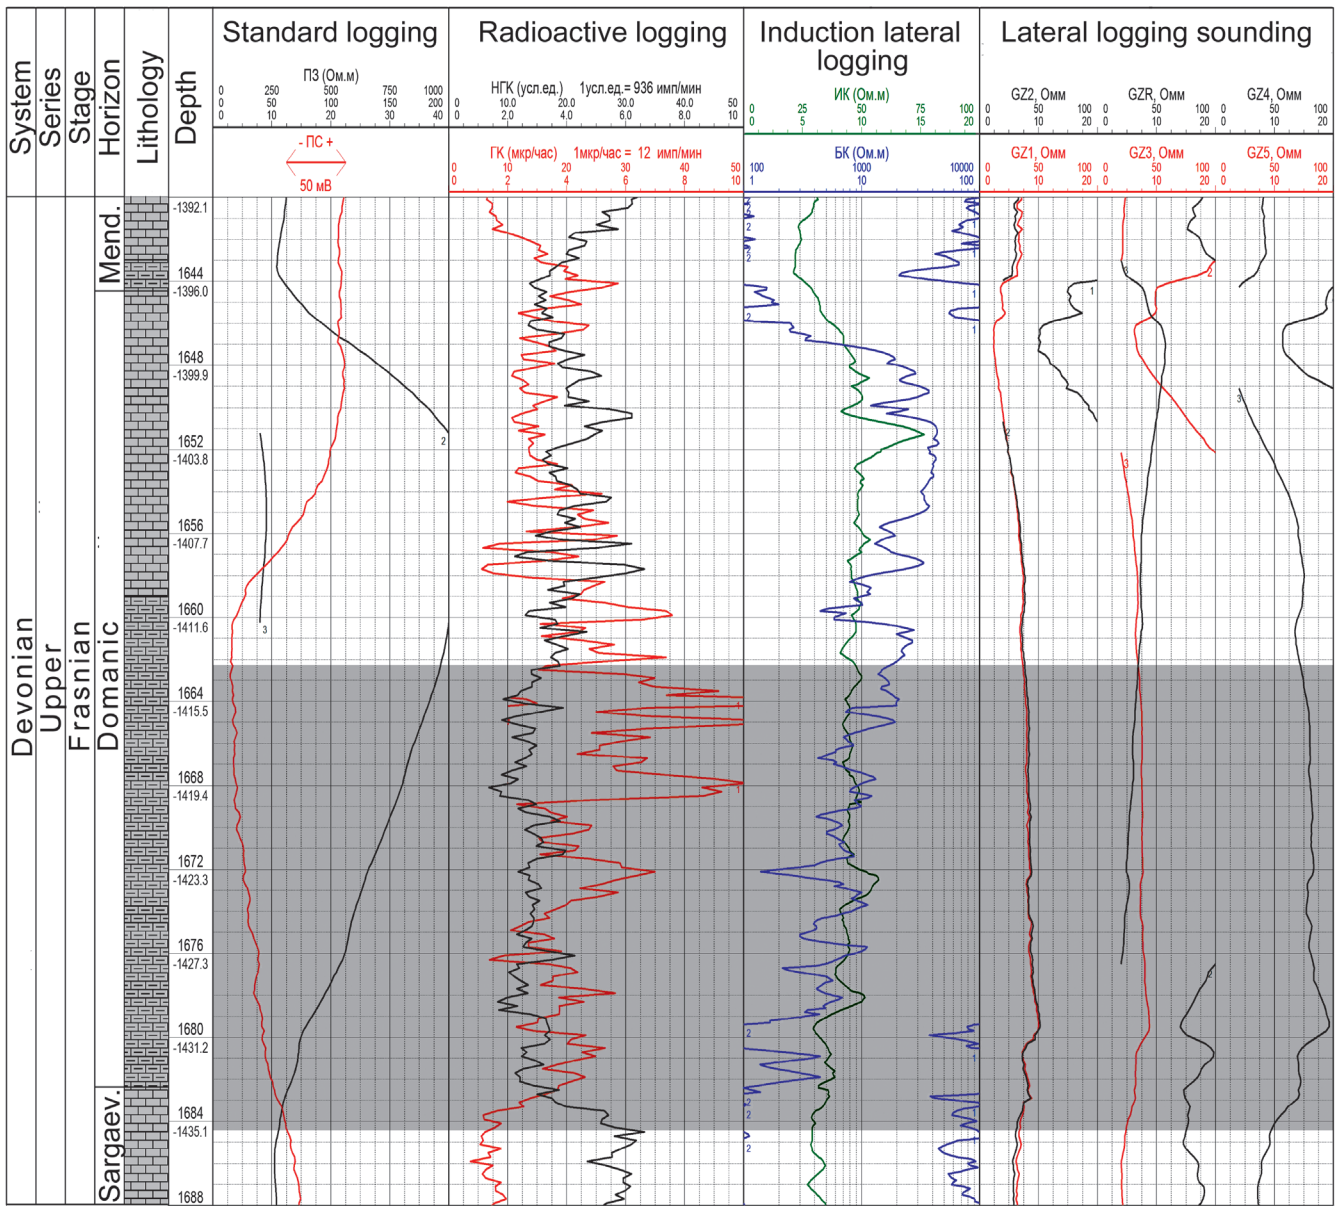 System
Series
Stage
Horizon
Lithology
Depth
Standard logging
ПЗ (Ом.м)
0 250 500 750 1000
0 50 100 150 200
- ПС +
50 мВ
Radioactive logging
НГК (усл.ед.) 1усл.ед.= 936 имп/мин
0 10.0 20.0 30.0 40.0 50
0 2.0 4.0 6.0 8.0 10
ГК (мкр/час) 1мкр/час = 12 имп/мин
0 10 20 30 40 50
0 2 4 6 8 10
Induction lateral
logging
ИК (Ом.м)
0 25 50 75 100
0 5 10 15 20
БК (Ом.м)
100 1000 10000
1 10 100
Lateral logging sounding
GZ2, Омм GZR, Омм GZ4, Омм
0 50 100 0 50 100 0 50 100
0 10 20 0 10 20 0 10 20
GZ1, Омм GZ3, Омм GZ5, Омм
0 50 100 0 50 100 0 50 100
0 10 20 0 10 20 0 10 20
Devonian
Upper
Frasnian
Mend.
Domanic
Sargaev.
-1392.1
1644
-1396.0
1648
-1399.9
1652
-1403.8
1656
-1407.7
1660
-1411.6
1664
-1415.5
1668
-1419.4
1672
-1423.3
1676
-1427.3
1680
-1431.2
1684
-1435.1
1688